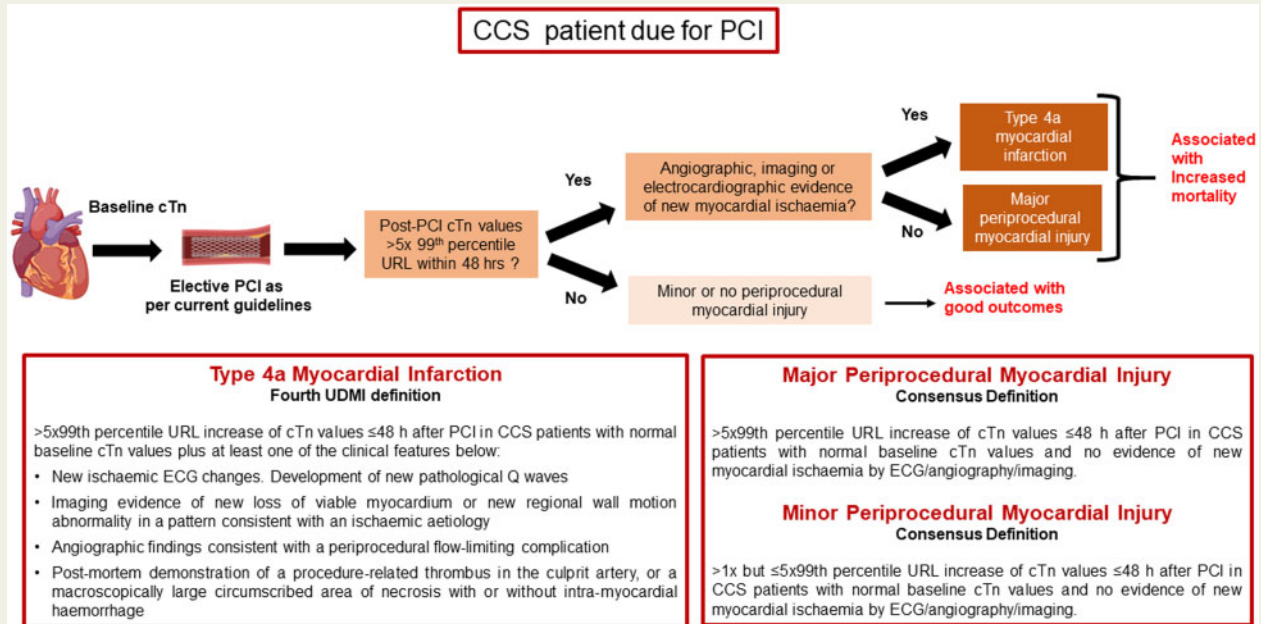 CCS patient due for PCI
Baseline cTn
Elective PCI as
per current guidelines
Post-PCI cTn values
>5x 99th percentile
URL within 48 hrs ?
Yes
No
Angiographic, imaging or
electrocardiographic evidence
of new myocardial ischaemia?
Minor or no periprocedural
myocardial injury
Yes
No
Type 4a
myocardial
infarction
Major
periprocedural
myocardial injury
Associated
with
Increased
mortality
Associated with
good outcomes
Type 4a Myocardial Infarction
Fourth UDMI definition
>5x99th percentile URL increase of cTn values ≤48 h after PCI in CCS patients with normal
baseline cTn values plus at least one of the clinical features below:
• New ischaemic ECG changes. Development of new pathological Q waves
• Imaging evidence of new loss of viable myocardium or new regional wall motion
abnormality in a pattern consistent with an ischaemic aetiology
• Angiographic findings consistent with a periprocedural flow-limiting complication
• Post-mortem demonstration of a procedure-related thrombus in the culprit artery, or a
macroscopically large circumscribed area of necrosis with or without intra-myocardial
haemorrhage
Major Periprocedural Myocardial Injury
Consensus Definition
>5x99th percentile URL increase of cTn values ≤48 h after PCI in CCS
patients with normal baseline cTn values and no evidence of new
myocardial ischaemia by ECG/angiography/imaging.
Minor Periprocedural Myocardial Injury
Consensus Definition
>1x but ≤5x99th percentile URL increase of cTn values ≤48 h after PCI in
CCS patients with normal baseline cTn values and no evidence of new
myocardial ischaemia by ECG/angiography/imaging.